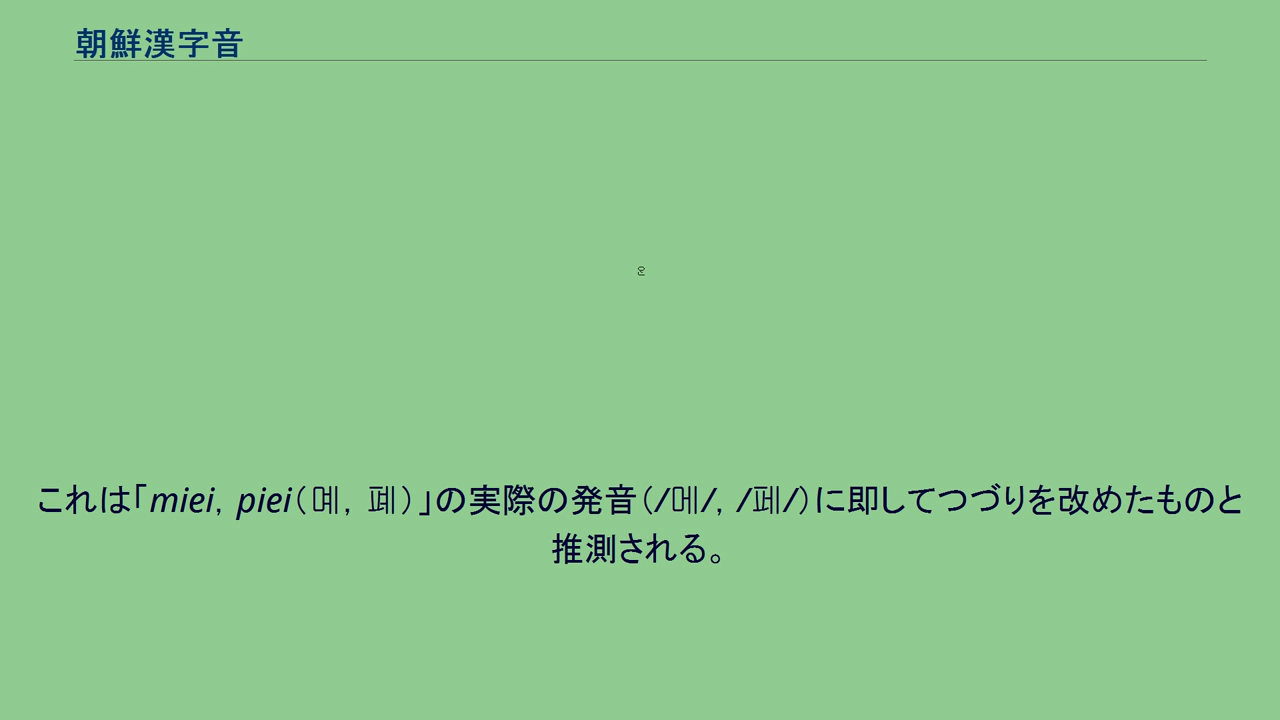 朝鮮漢字音
これは「miei, piei（몌, 폐）」の実際の発音（/메/, /페/）に即してつづりを改めたものと
推測される。